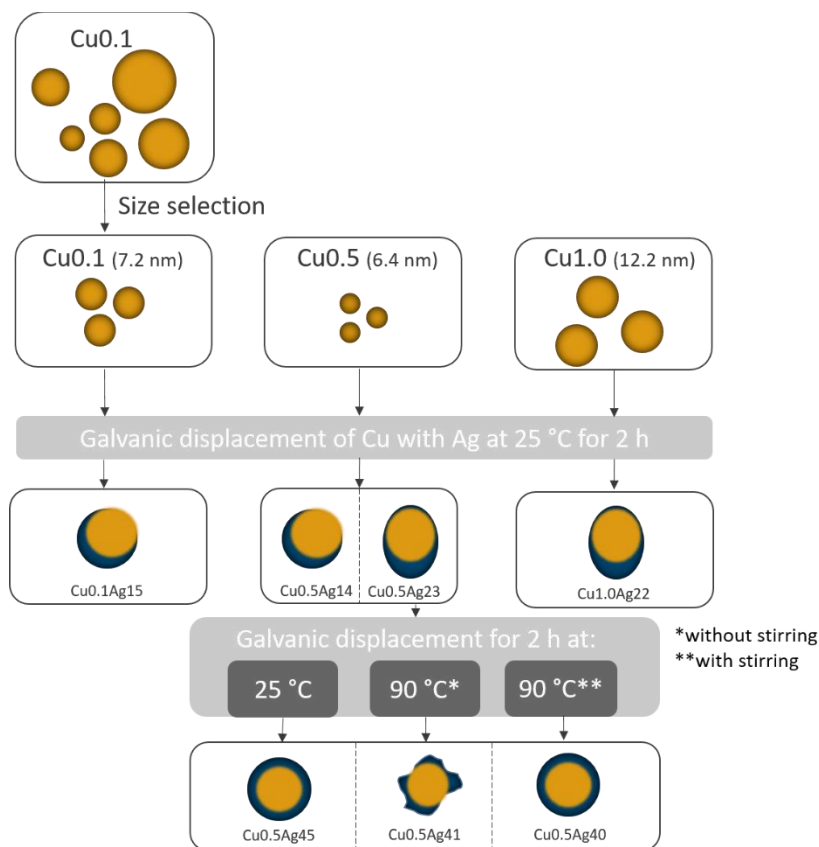 Cu0.1
Size selection
Cu0.1 (7.2 nm)
Cu0.5 (6.4 nm)
Cu1.0 (12.2 nm)
Galvanic displacement of Cu with Ag at 25 °C for 2 h
Cu0.1Ag15
Cu0.5Ag14
Cu0.5Ag23
Cu1.0Ag22
Galvanic displacement for 2 h at:
*without stirring
**with stirring
25 °C
90 °C*
90 °C**
Cu0.5Ag45
Cu0.5Ag41
Cu0.5Ag40